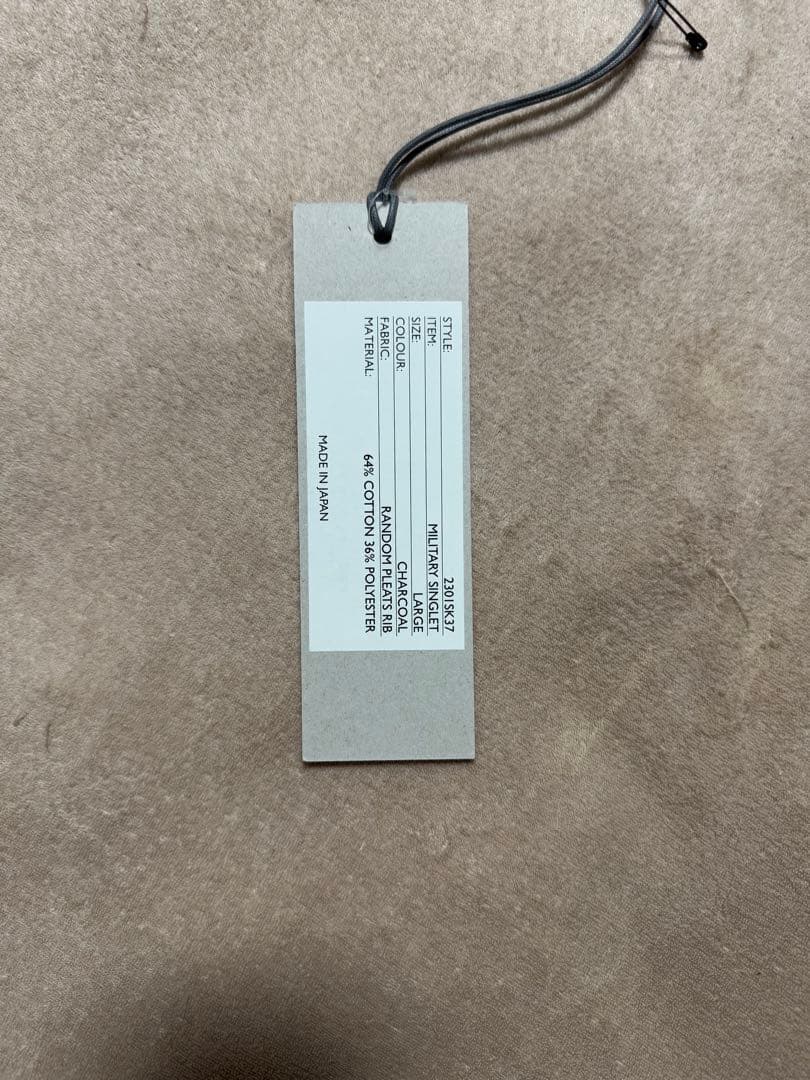 STYLE: 2301SK37
ITEM: MILITARY SINGLET
SIZE: LARGE
COLOUR: CHARCOAL
FABRIC: RANDOM PLEATS RIB
MATERIAL: 64% COTTON 36% POLYESTER
MADE IN JAPAN